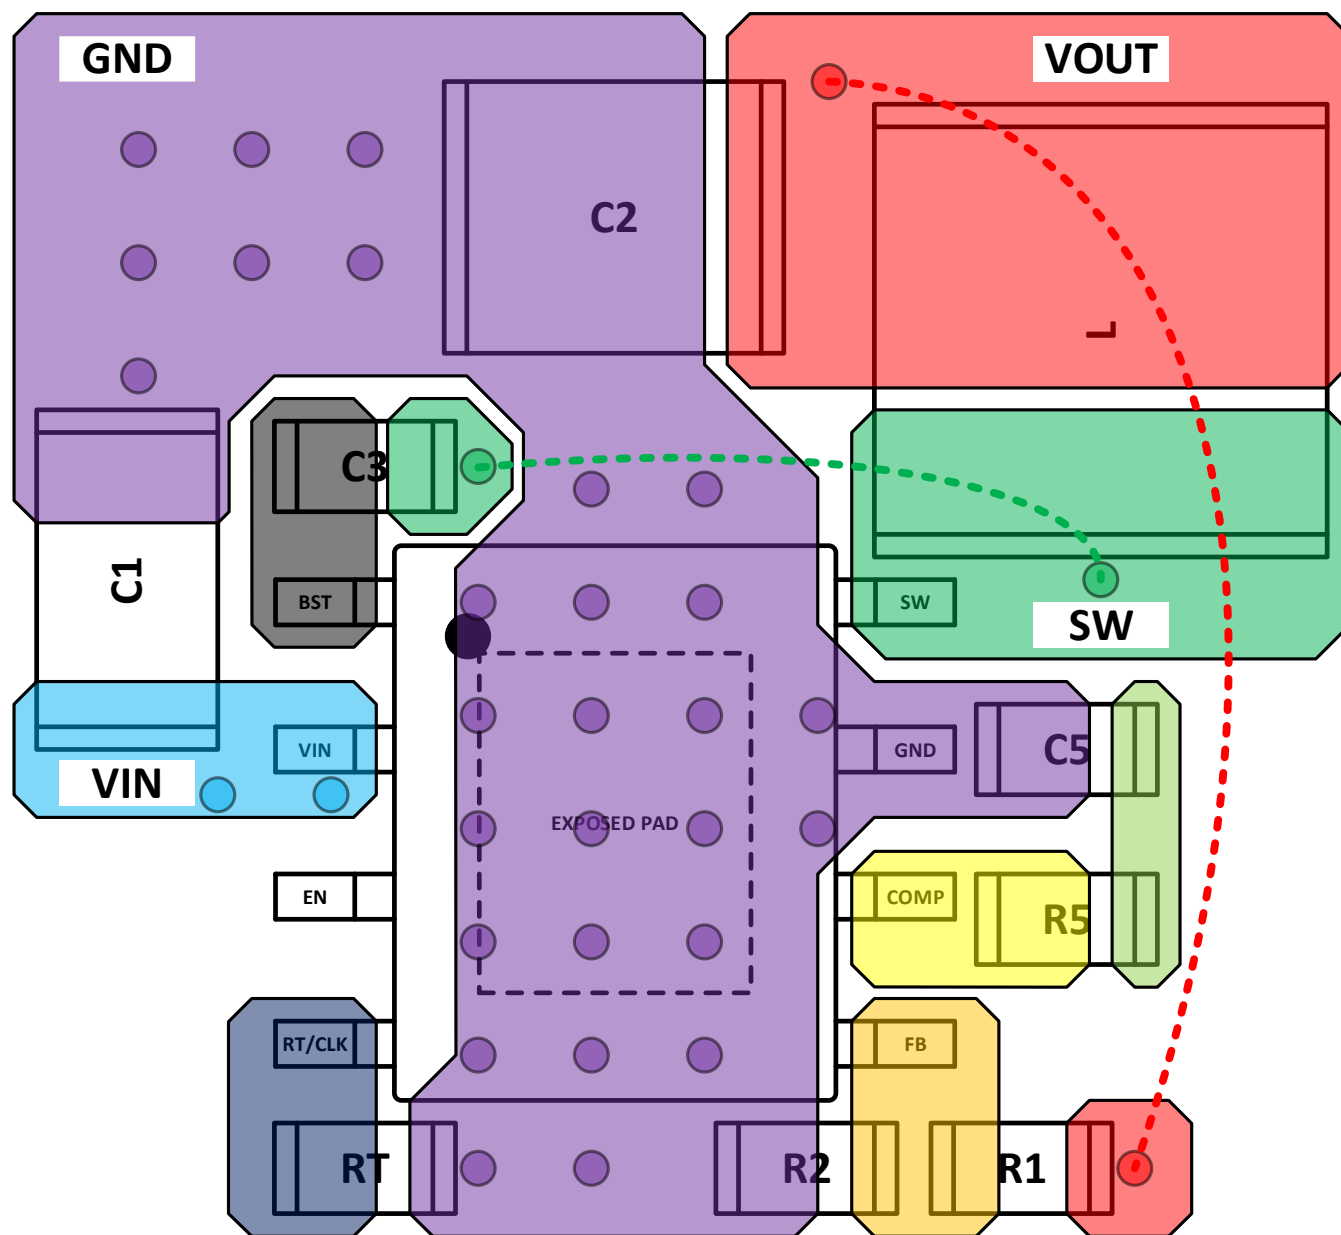 GND
VOUT
C2
L
C3
C1
BST
SW
SW
VIN
GND
C5
VIN
EXPOSED PAD
EN
COMP
R5
RT/CLK
FB
RT
R2
R1